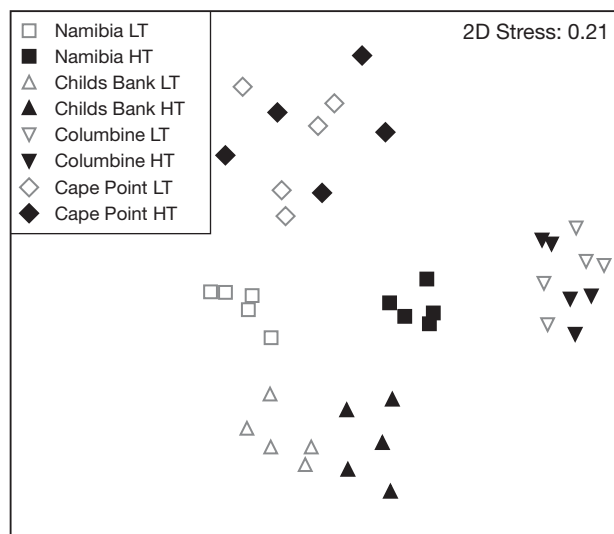 Namibia LT
Namibia HT
Childs Bank LT
Childs Bank HT
Columbine LT
Columbine HT
Cape Point LT
Cape Point HT
2D Stress: 0.21